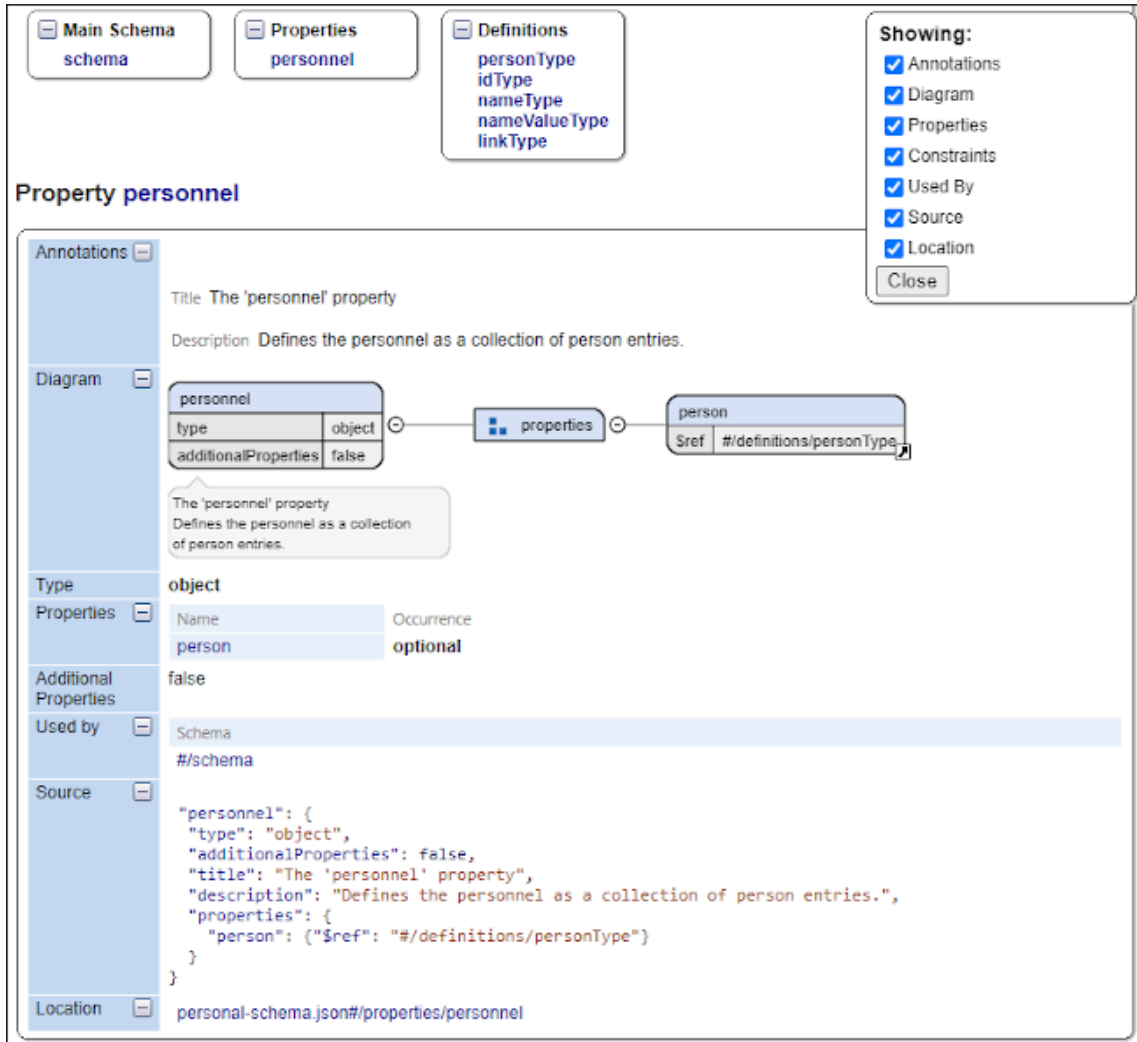 Main Schema
schema
Properties
personnel
Definitions
personType
idType
nameType
nameValueType
linkType
Showing:
Annotations
Diagram
Properties
Constraints
Used By
Source
Location
Close
Property personnel
Annotations
Title The 'personnel' property
Description Defines the personnel as a collection of person entries.
Diagram
personnel
type object
additionalProperties false
properties
person
$ref #/definitions/personType
The 'personnel' property
Defines the personnel as a collection
of person entries.
Type object
Properties
Name Occurrence
person optional
Additional
Properties
false
Used by
Schema
#/schema
Source
"personnel": {
"type": "object",
"additionalProperties": false,
"title": "The 'personnel' property",
"description": "Defines the personnel as a collection of person entries.",
"properties": {
"person": {"$ref": "#/definitions/personType"}
}
}
Location personal-schema.json#/properties/personnel